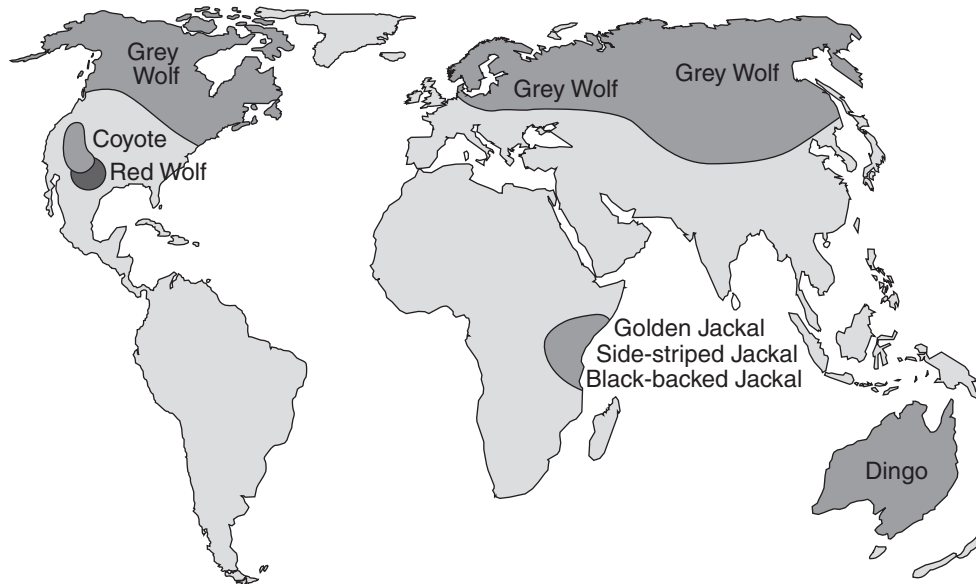 Grey
Wolf
Grey Wolf
Grey Wolf
Coyote
Red Wolf
Golden Jackal
Side-striped Jackal
Black-backed Jackal
Dingo